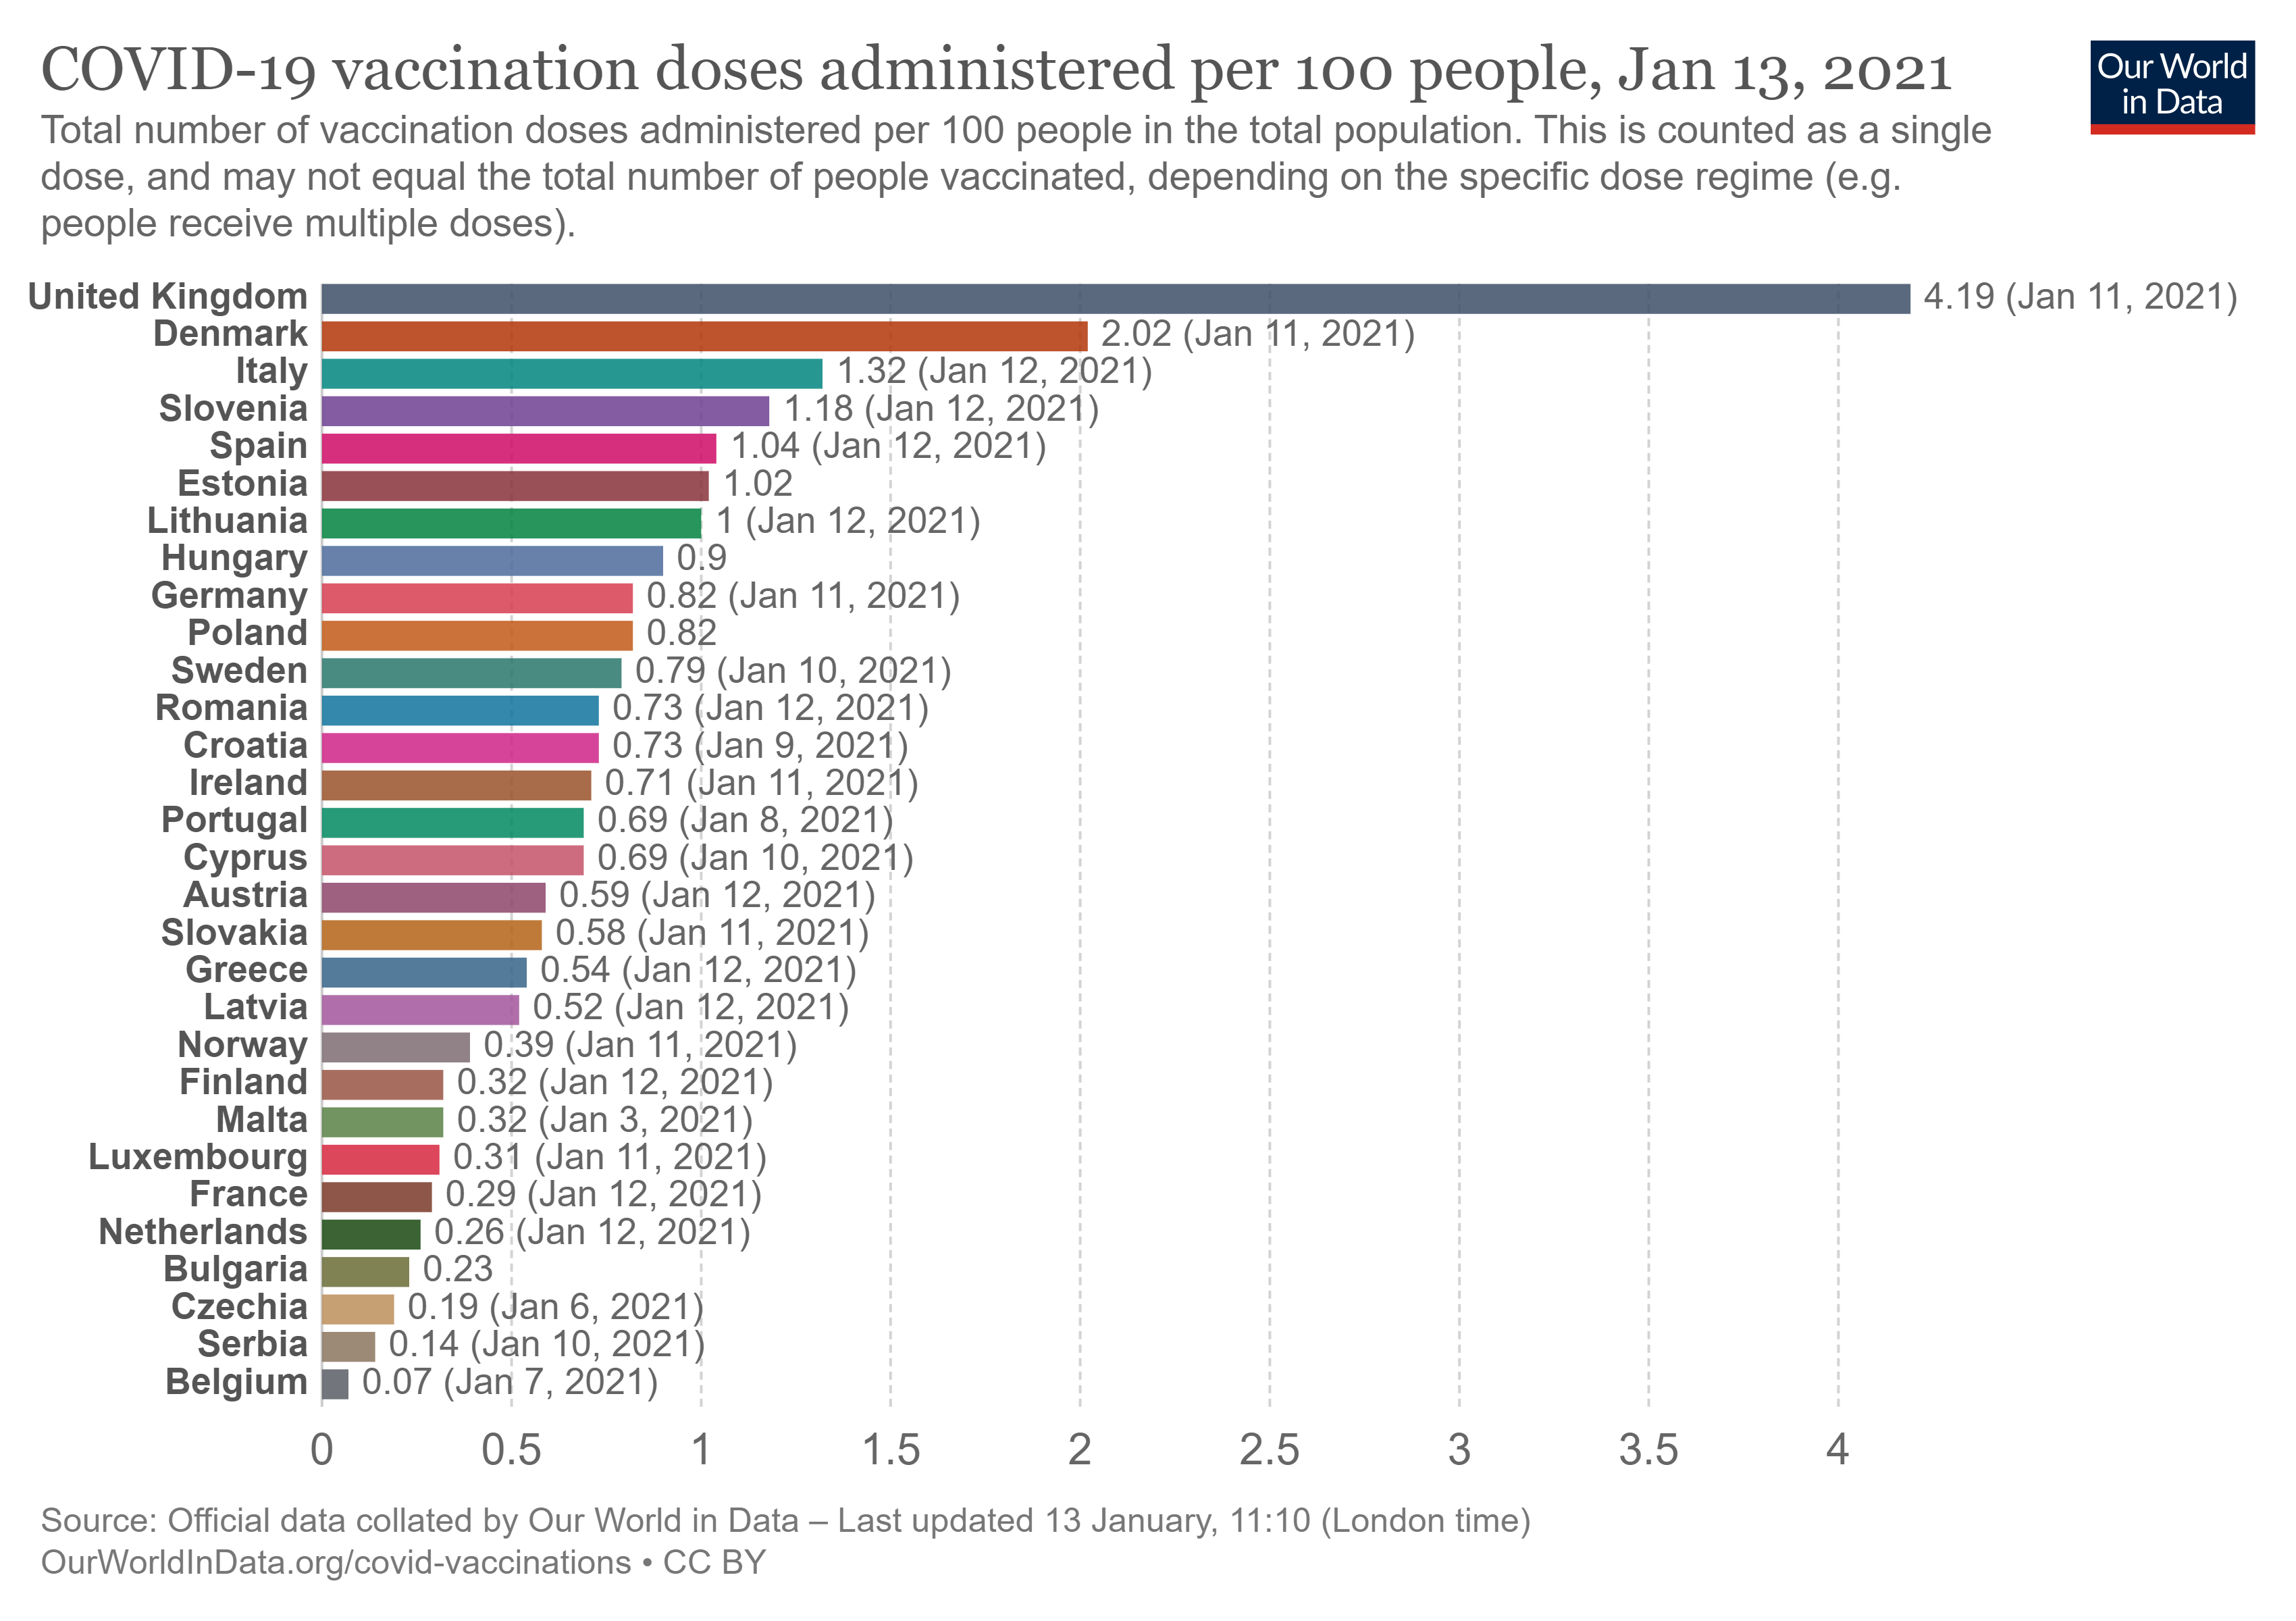 COVID-19 vaccination doses administered per 100 people, Jan 13, 2021
Our World
in Data
Total number of vaccination doses administered per 100 people in the total population. This is counted as a single
dose, and may not equal the total number of people vaccinated, depending on the specific dose regime (e.g.
people receive multiple doses).
United Kingdom 4.19 (Jan 11, 2021)
Denmark 2.02 (Jan 11, 2021)
Italy 1.32 (Jan 12, 2021)
Slovenia 1.18 (Jan 12, 2021)
Spain 1.04 (Jan 12, 2021)
Estonia 1.02
Lithuania 1 (Jan 12, 2021)
Hungary 0.9
Germany 0.82 (Jan 11, 2021)
Poland 0.82
Sweden 0.79 (Jan 10, 2021)
Romania 0.73 (Jan 12, 2021)
Croatia 0.73 (Jan 9, 2021)
Ireland 0.71 (Jan 11, 2021)
Portugal 0.69 (Jan 8, 2021)
Cyprus 0.69 (Jan 10, 2021)
Austria 0.59 (Jan 12, 2021)
Slovakia 0.58 (Jan 11, 2021)
Greece 0.54 (Jan 12, 2021)
Latvia 0.52 (Jan 12, 2021)
Norway 0.39 (Jan 11, 2021)
Finland 0.32 (Jan 12, 2021)
Malta 0.32 (Jan 3, 2021)
Luxembourg 0.31 (Jan 11, 2021)
France 0.29 (Jan 12, 2021)
Netherlands 0.26 (Jan 12, 2021)
Bulgaria 0.23
Czechia 0.19 (Jan 6, 2021)
Serbia 0.14 (Jan 10, 2021)
Belgium 0.07 (Jan 7, 2021)
0 0.5 1 1.5 2 2.5 3 3.5 4
Source: Official data collated by Our World in Data – Last updated 13 January, 11:10 (London time)
OurWorldInData.org/covid-vaccinations • CC BY